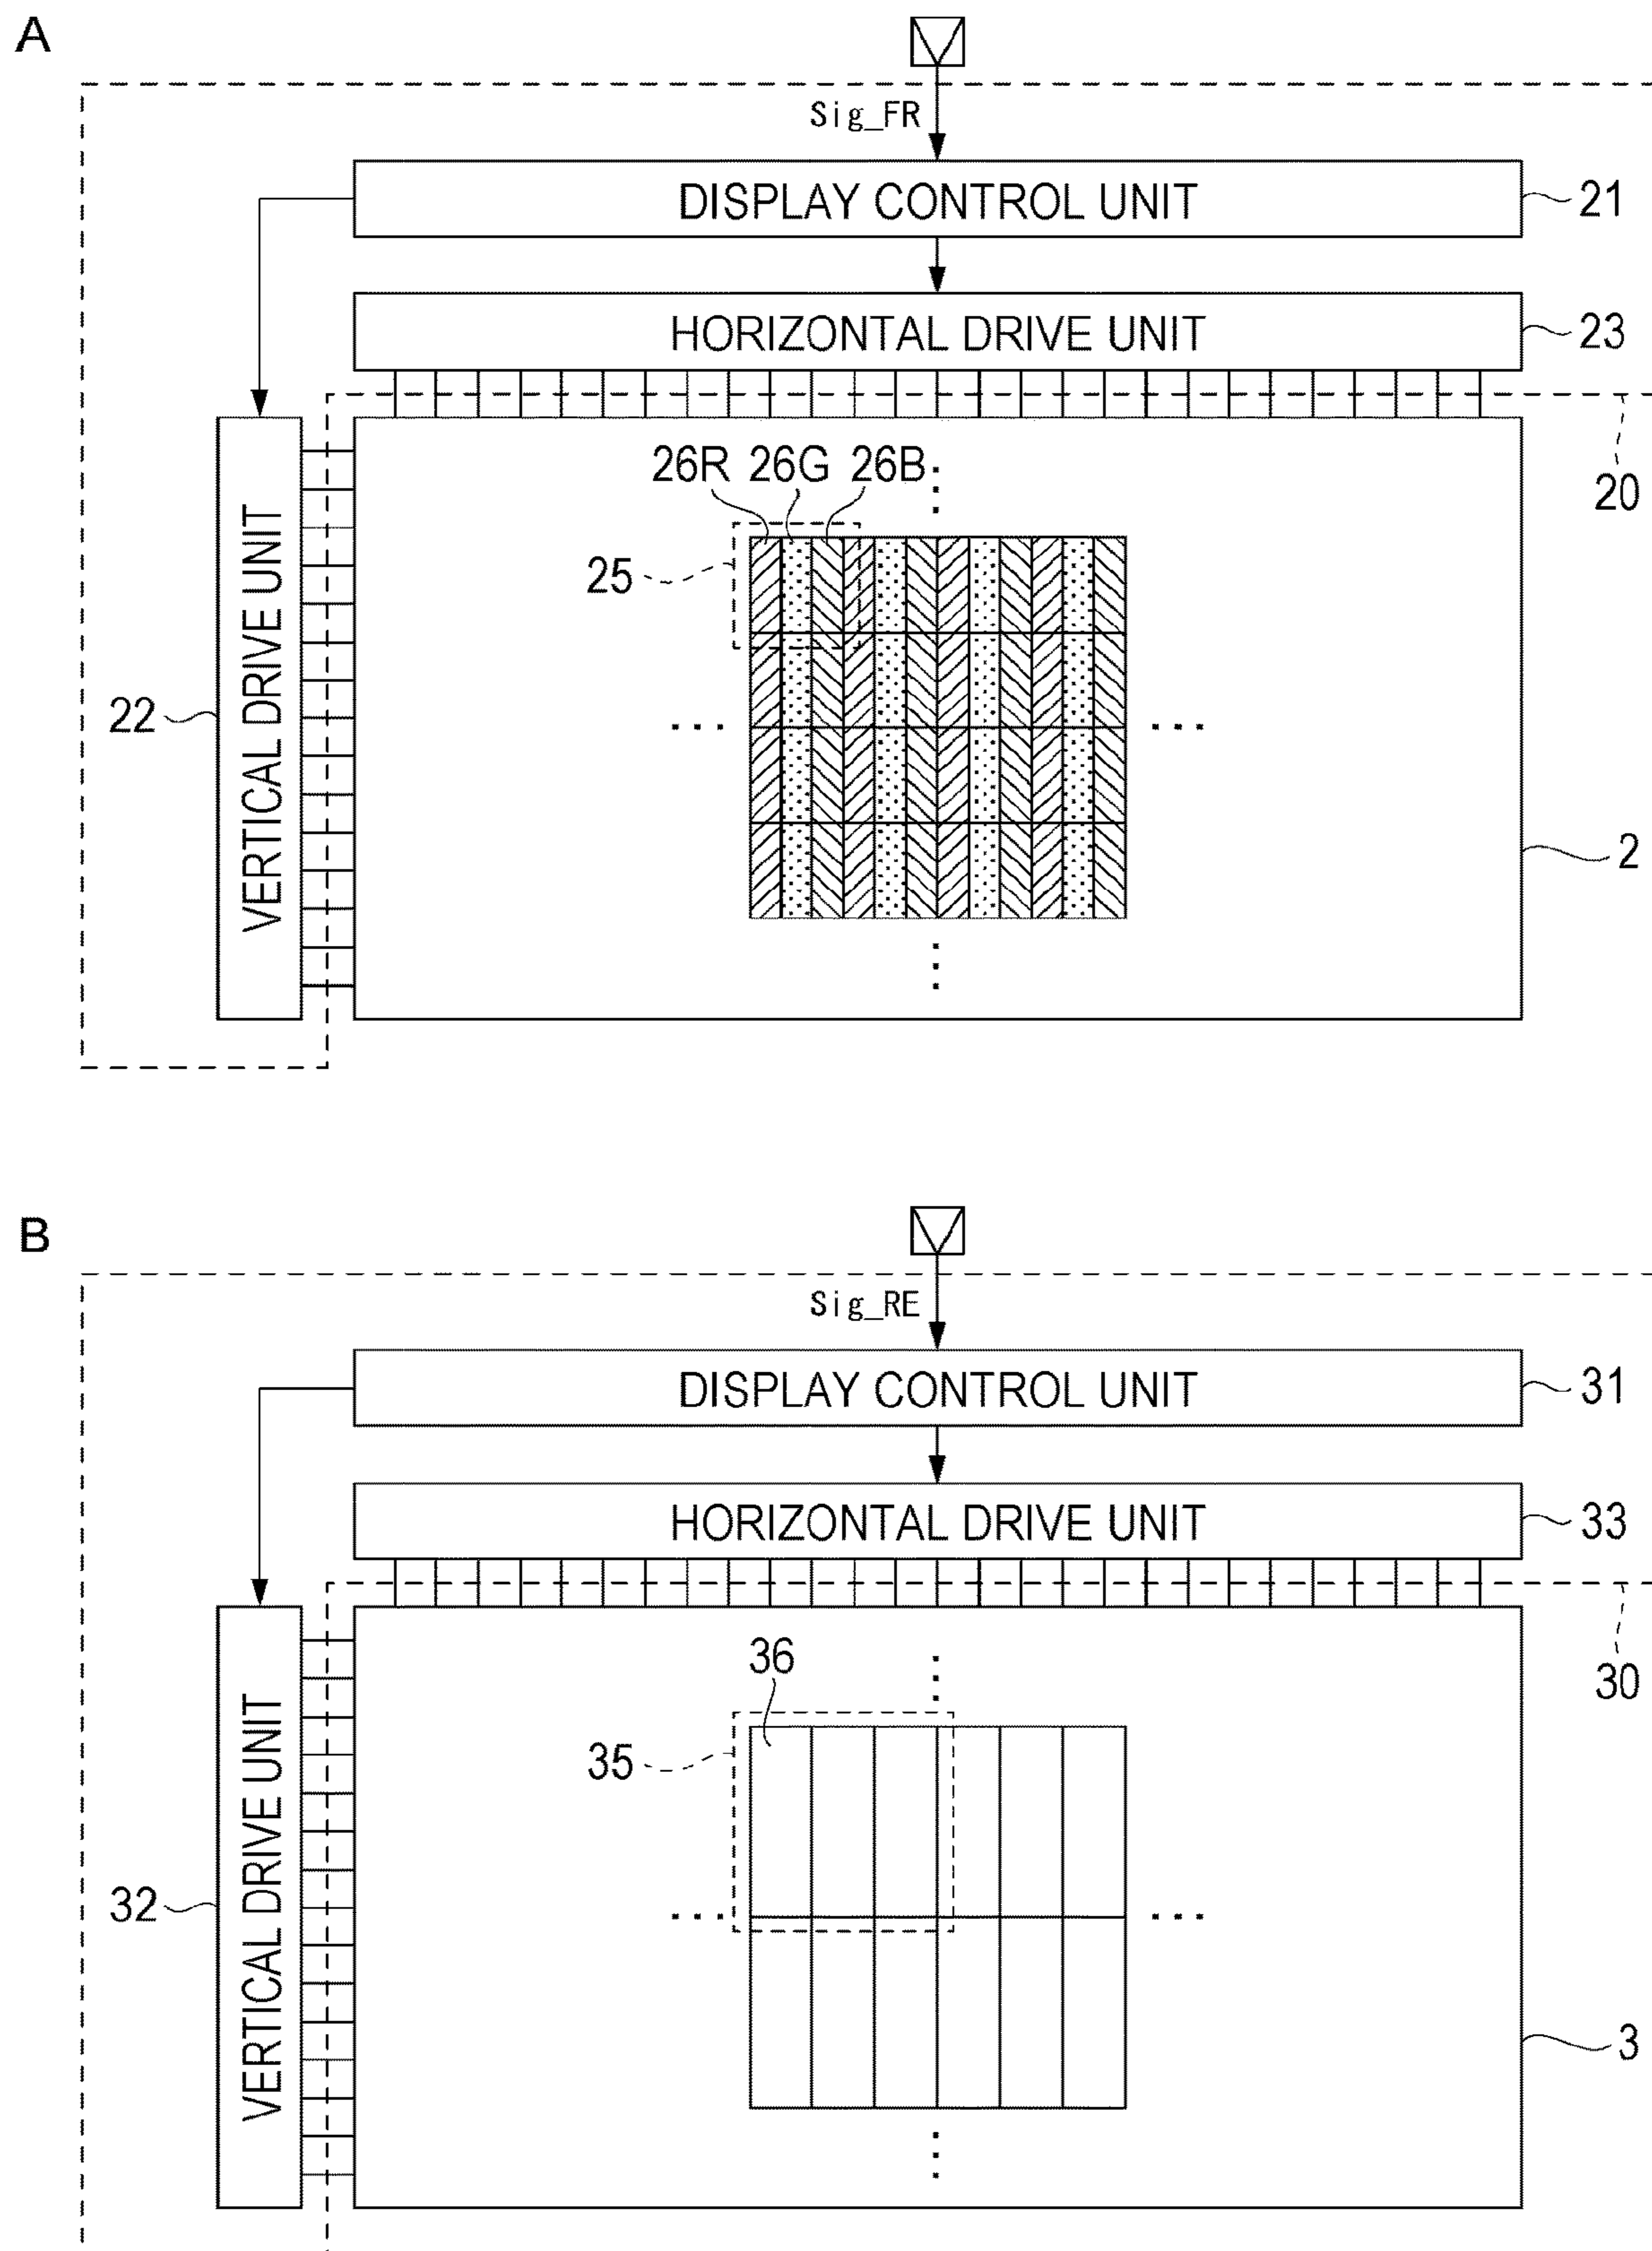 A
Sig_FR
DISPLAY CONTROL UNIT
21
HORIZONTAL DRIVE UNIT
23
20
26R 26G 26B
25
VERTICAL DRIVE UNIT
22
2
B
Sig_RE
DISPLAY CONTROL UNIT
31
HORIZONTAL DRIVE UNIT
33
30
36
35
VERTICAL DRIVE UNIT
32
3